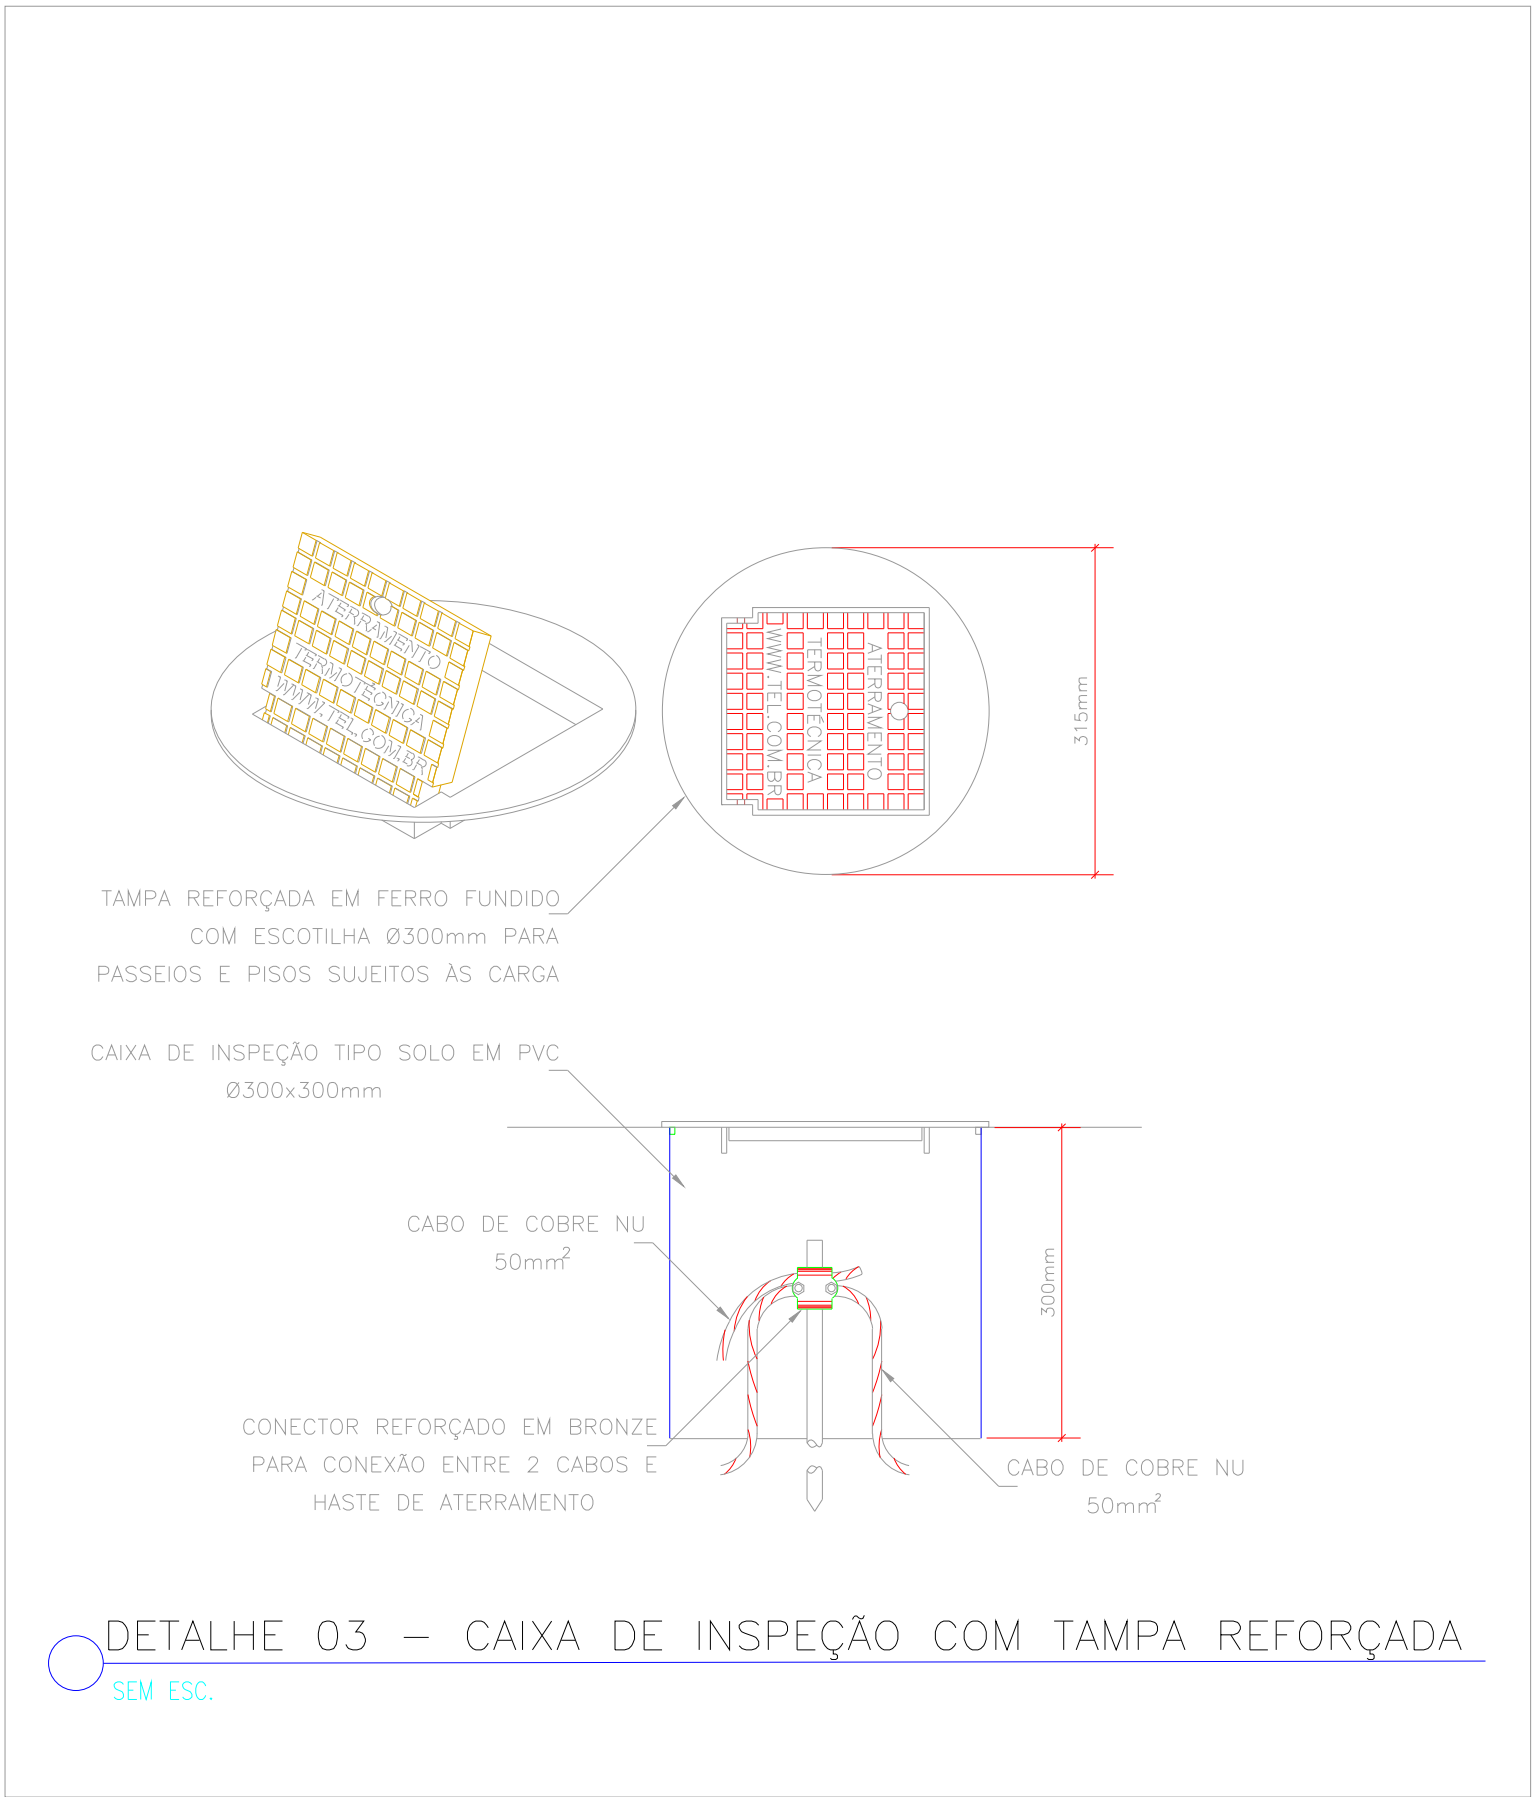 ATERRAMENTO
TERMOTÉCNICA
WWW.TEL.COM.BR
ATERRAMENTO
TERMOTÉCNICA
WWW.TEL.COM.BR
315mm
TAMPA REFORÇADA EM FERRO FUNDIDO
COM ESCOTILHA Ø300mm PARA
PASSEIOS E PISOS SUJEITOS ÀS CARGA
CAIXA DE INSPEÇÃO TIPO SOLO EM PVC
Ø300x300mm
CABO DE COBRE NU
50mm²
300mm
CONECTOR REFORÇADO EM BRONZE
PARA CONEXÃO ENTRE 2 CABOS E
HASTE DE ATERRAMENTO
CABO DE COBRE NU
50mm²
DETALHE 03 – CAIXA DE INSPEÇÃO COM TAMPA REFORÇADA
SEM ESC.